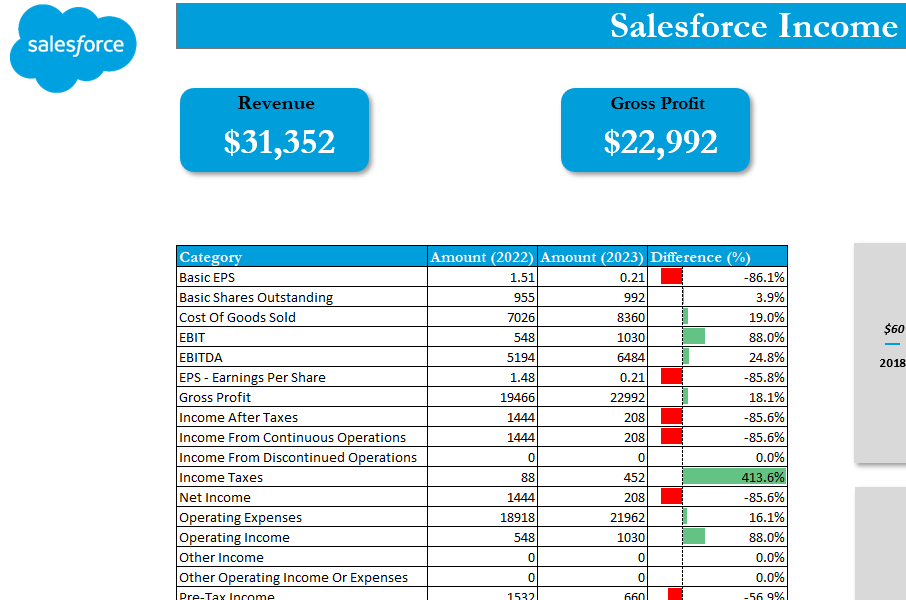 salesforce
Salesforce Income
Revenue
$31,352
Gross Profit
$22,992
Category Amount (2022) Amount (2023) Difference (%)
Basic EPS 1.51 0.21 -86.1%
Basic Shares Outstanding 955 992 3.9%
Cost Of Goods Sold 7026 8360 19.0%
EBIT 548 1030 88.0%
EBITDA 5194 6484 24.8%
EPS - Earnings Per Share 1.48 0.21 -85.8%
Gross Profit 19466 22992 18.1%
Income After Taxes 1444 208 -85.6%
Income From Continuous Operations 1444 208 -85.6%
Income From Discontinued Operations 0 0 0.0%
Income Taxes 88 452 413.6%
Net Income 1444 208 -85.6%
Operating Expenses 18918 21962 16.1%
Operating Income 548 1030 88.0%
Other Income 0 0 0.0%
Other Operating Income Or Expenses 0 0 0.0%
Pre-Tax Income 1532 660 -56.9%
$60
2018